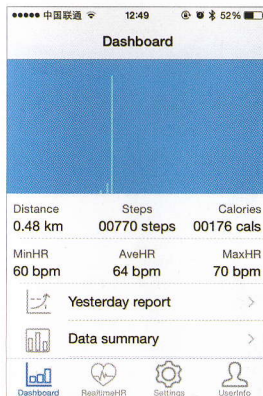 中国联通 12:49 52%
Dashboard
Distance Steps Calories
0.48 km 00770 steps 00176 cals
MinHR AveHR MaxHR
60 bpm 64 bpm 70 bpm
Yesterday report
Data summary
Dashboard RealtimeHR Settings UserInfo